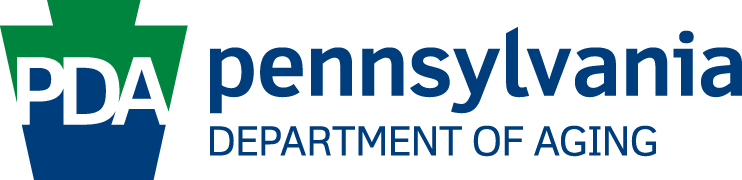 PDA
pennsylvania
DEPARTMENT OF AGING